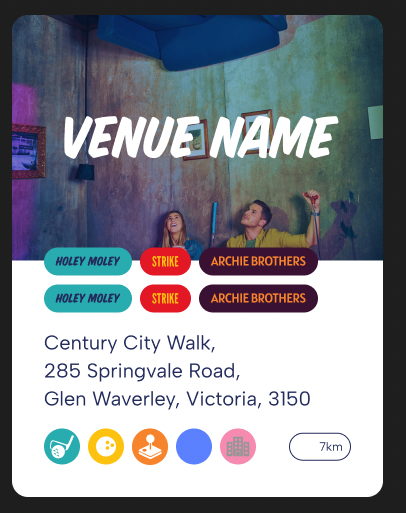 VENUE NAME
HOLEY MOLEY STRIKE ARCHIE BROTHERS
HOLEY MOLEY STRIKE ARCHIE BROTHERS
Century City Walk,
285 Springvale Road,
Glen Waverley, Victoria, 3150
7km